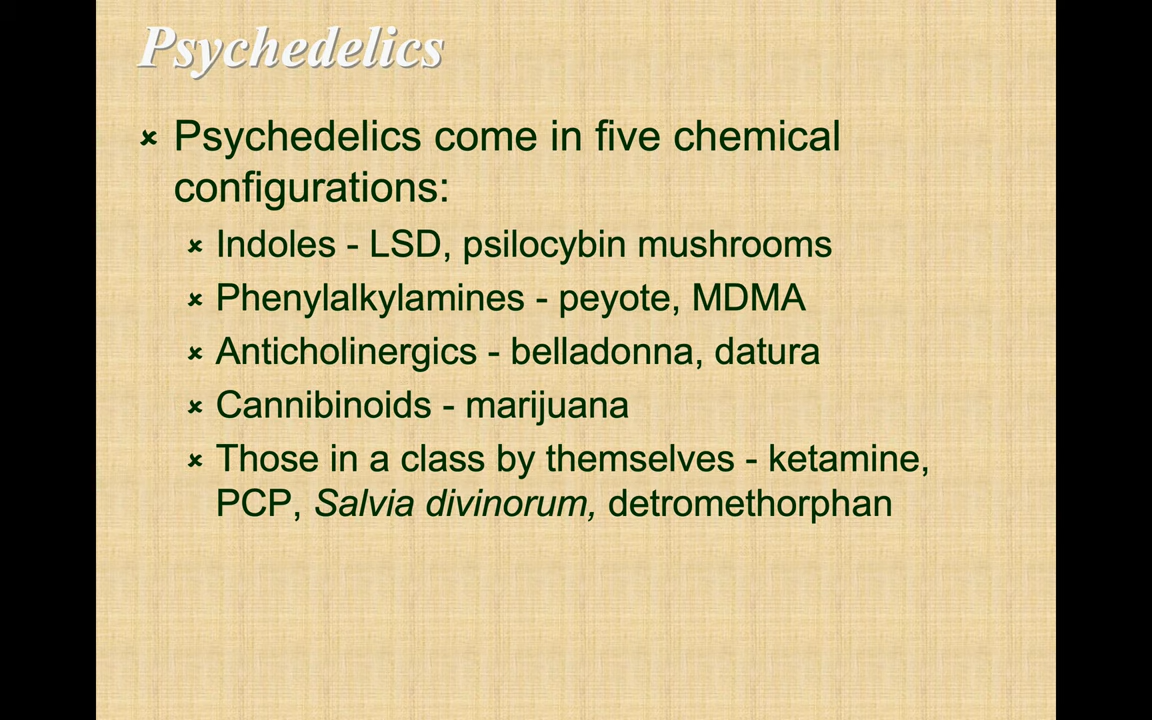 Psychedelics
Psychedelics come in five chemical
configurations:
Indoles - LSD, psilocybin mushrooms
Phenylalkylamines - peyote, MDMA
Anticholinergics - belladonna, datura
Cannibinoids - marijuana
Those in a class by themselves - ketamine,
PCP, Salvia divinorum, detromethorphan